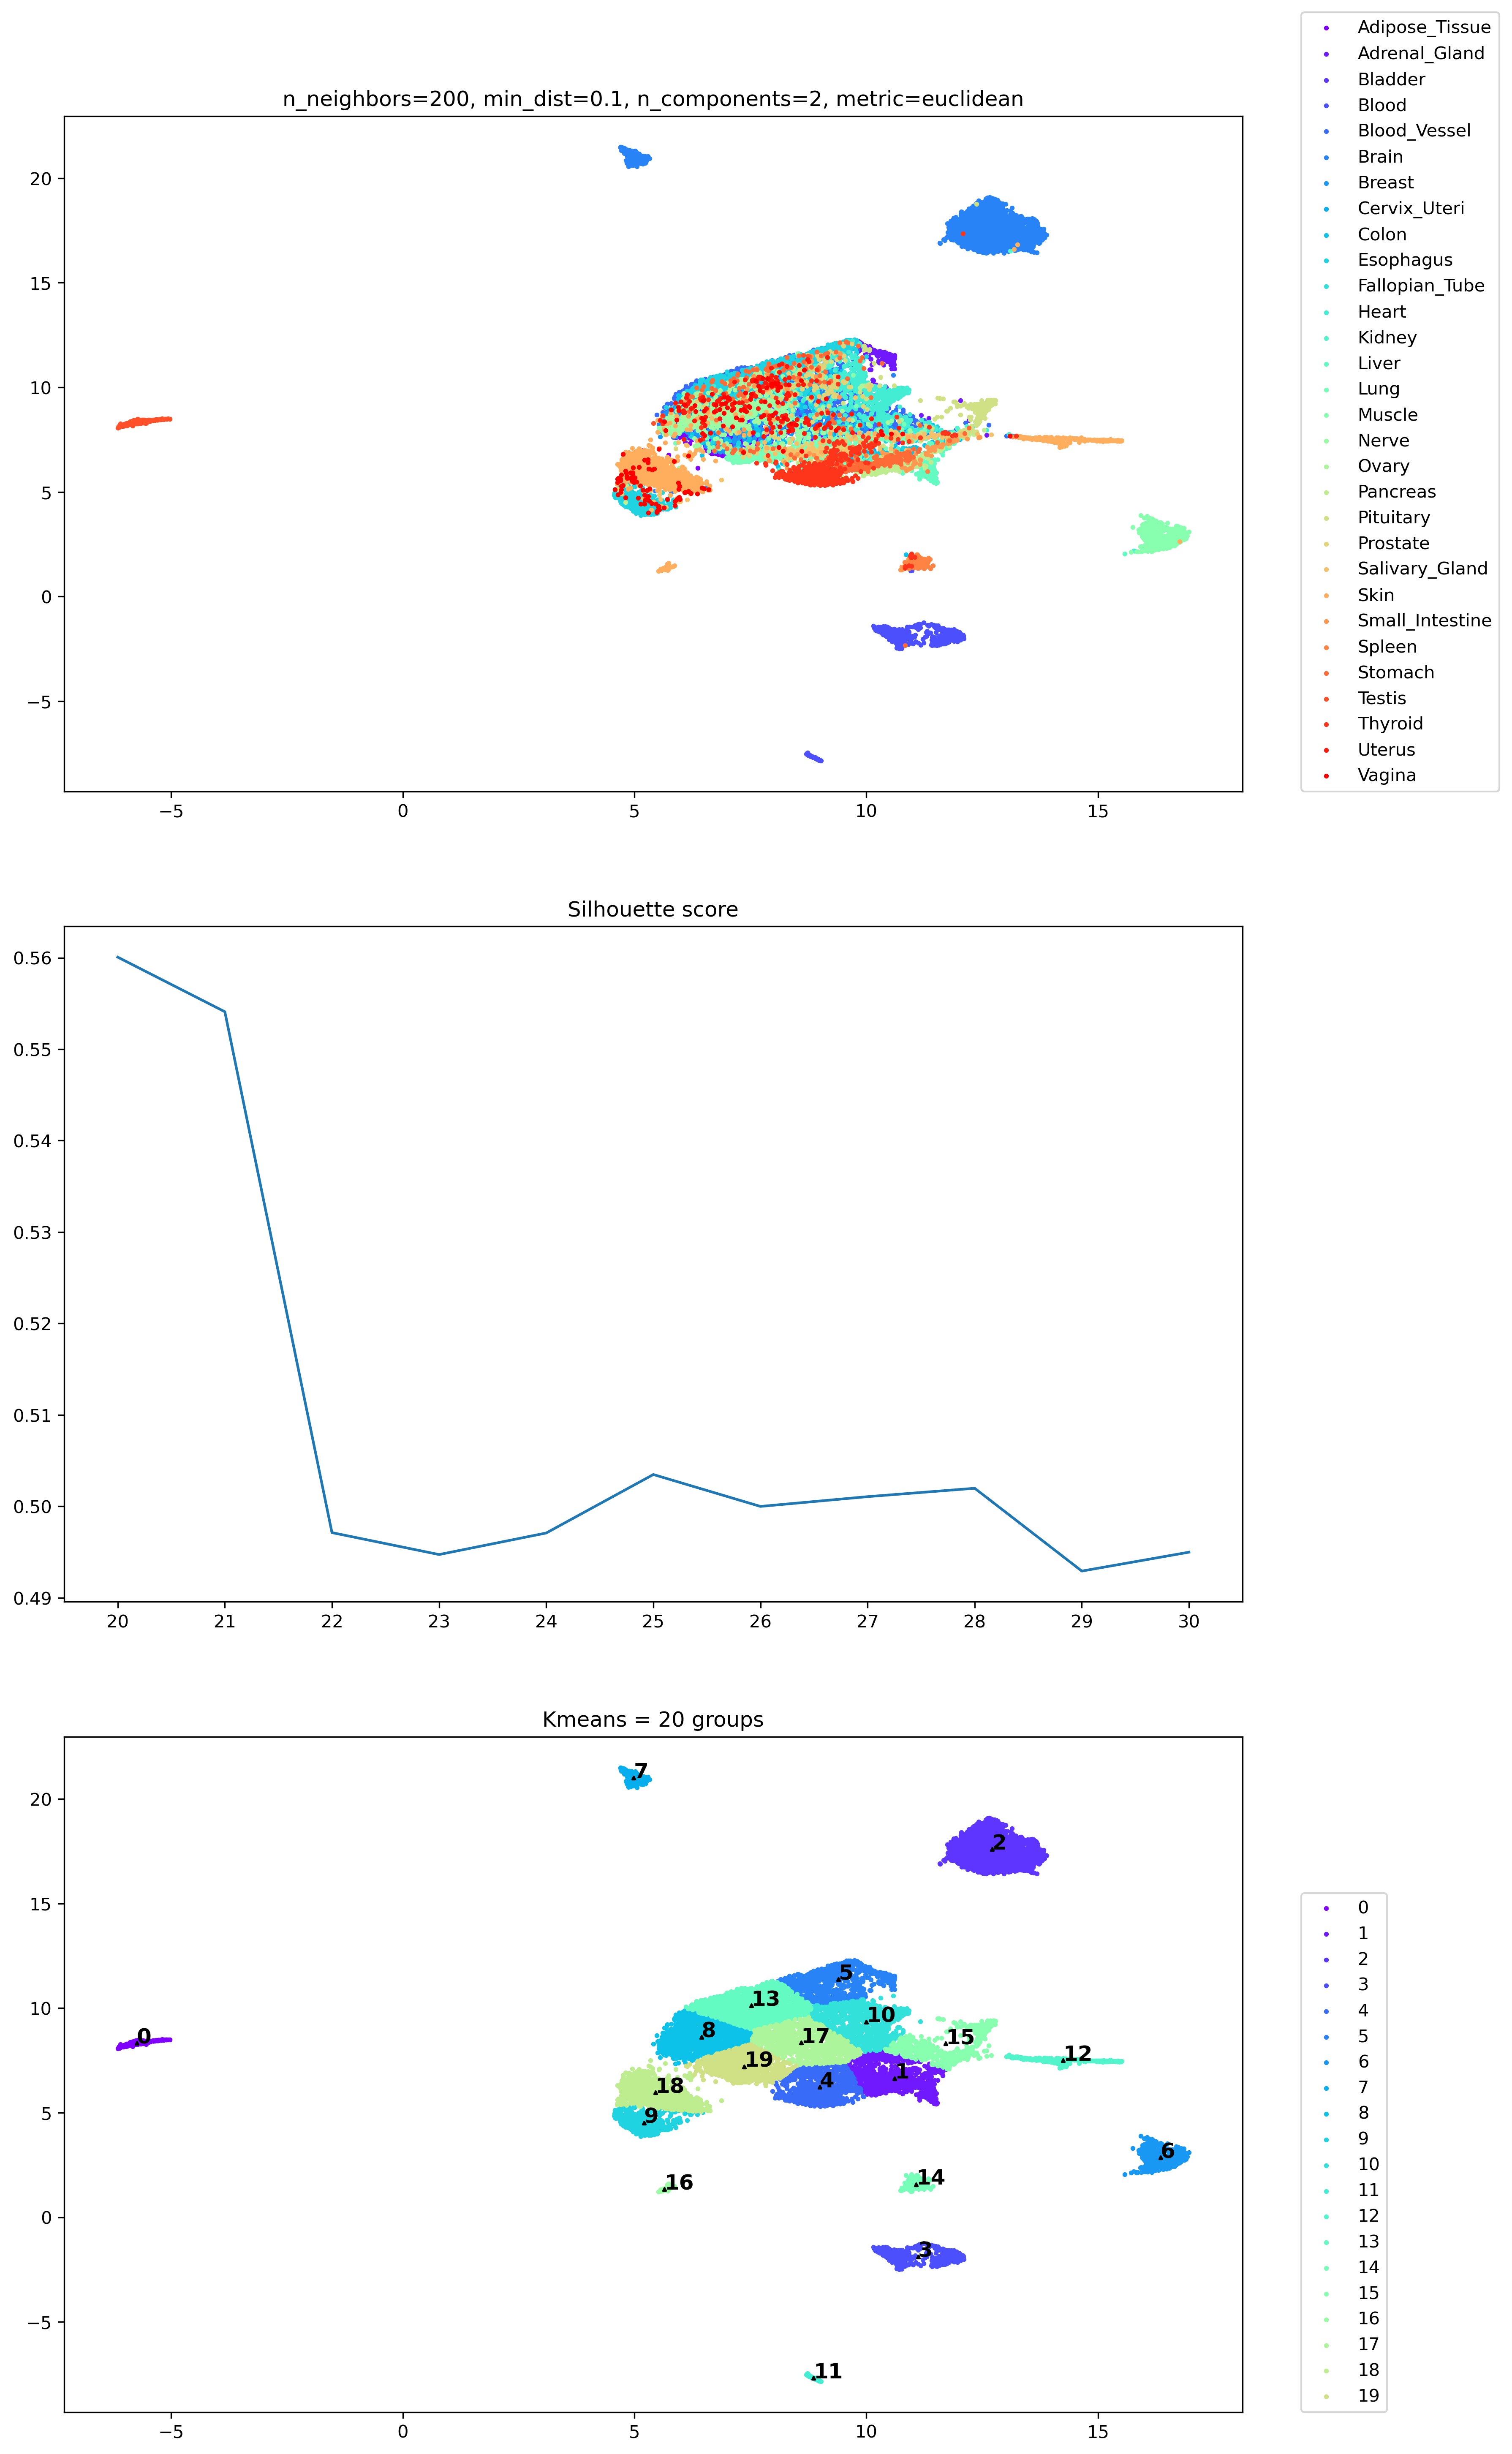 n_neighbors=200, min_dist=0.1, n_components=2, metric=euclidean
20
15
10
5
0
−5
−5
0
5
10
15
Adipose_Tissue
Adrenal_Gland
Bladder
Blood
Blood_Vessel
Brain
Breast
Cervix_Uteri
Colon
Esophagus
Fallopian_Tube
Heart
Kidney
Liver
Lung
Muscle
Nerve
Ovary
Pancreas
Pituitary
Prostate
Salivary_Gland
Skin
Small_Intestine
Spleen
Stomach
Testis
Thyroid
Uterus
Vagina
Silhouette score
0.56
0.55
0.54
0.53
0.52
0.51
0.50
0.49
20
21
22
23
24
25
26
27
28
29
30
Kmeans = 20 groups
20
15
10
5
0
−5
−5
0
5
10
15
7
2
5
13
10
8
17
15
0
12
19
1
4
18
9
6
16
14
3
11
0
1
2
3
4
5
6
7
8
9
10
11
12
13
14
15
16
17
18
19